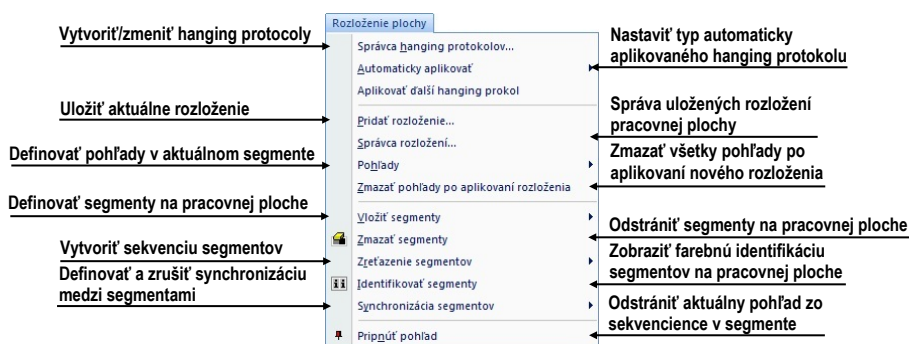 Rozloženie plochy
Vytvoriť/zmeniť hanging protocoly
Správca hanging protokolov...
Nastaviť typ automaticky
aplikovaného hanging protokolu
Automaticky aplikovať
Aplikovať ďalší hanging prokol
Uložiť aktuálne rozloženie
Pridať rozloženie...
Správa uložených rozložení
pracovnej plochy
Správca rozložení...
Definovať pohľady v aktuálnom segmente
Pohľady
Zmazať všetky pohľady po
aplikovaní nového rozloženia
Zmazať pohľady po aplikovaní rozloženia
Definovať segmenty na pracovnej ploche
Vložiť segmenty
Odstrániť segmenty na pracovnej ploche
Zmazať segmenty
Vytvoriť sekvenciu segmentov
Zreťazenie segmentov
Zobraziť farebnú identifikáciu
segmentov na pracovnej ploche
Identifikovať segmenty
Definovať a zrušiť synchronizáciu
medzi segmentami
Synchronizácia segmentov
Odstrániť aktuálny pohľad zo
sekvencience v segmente
Pripnúť pohľad